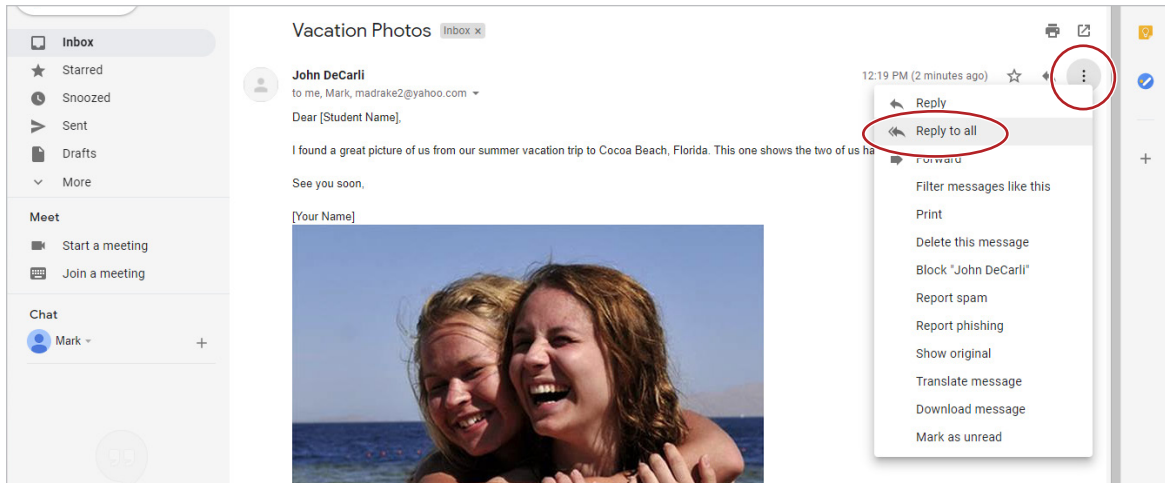 Vacation Photos Inbox x
Inbox
Starred
Snoozed
Sent
Drafts
More
Meet
Start a meeting
Join a meeting
Chat
Mark
John DeCarli
12:19 PM (2 minutes ago)
to me, Mark, madrake2@yahoo.com
Dear [Student Name],
I found a great picture of us from our summer vacation trip to Cocoa Beach, Florida. This one shows the two of us
See you soon,
[Your Name]
Reply
Reply to all
Forward
Filter messages like this
Print
Delete this message
Block "John DeCarli"
Report spam
Report phishing
Show original
Translate message
Download message
Mark as unread